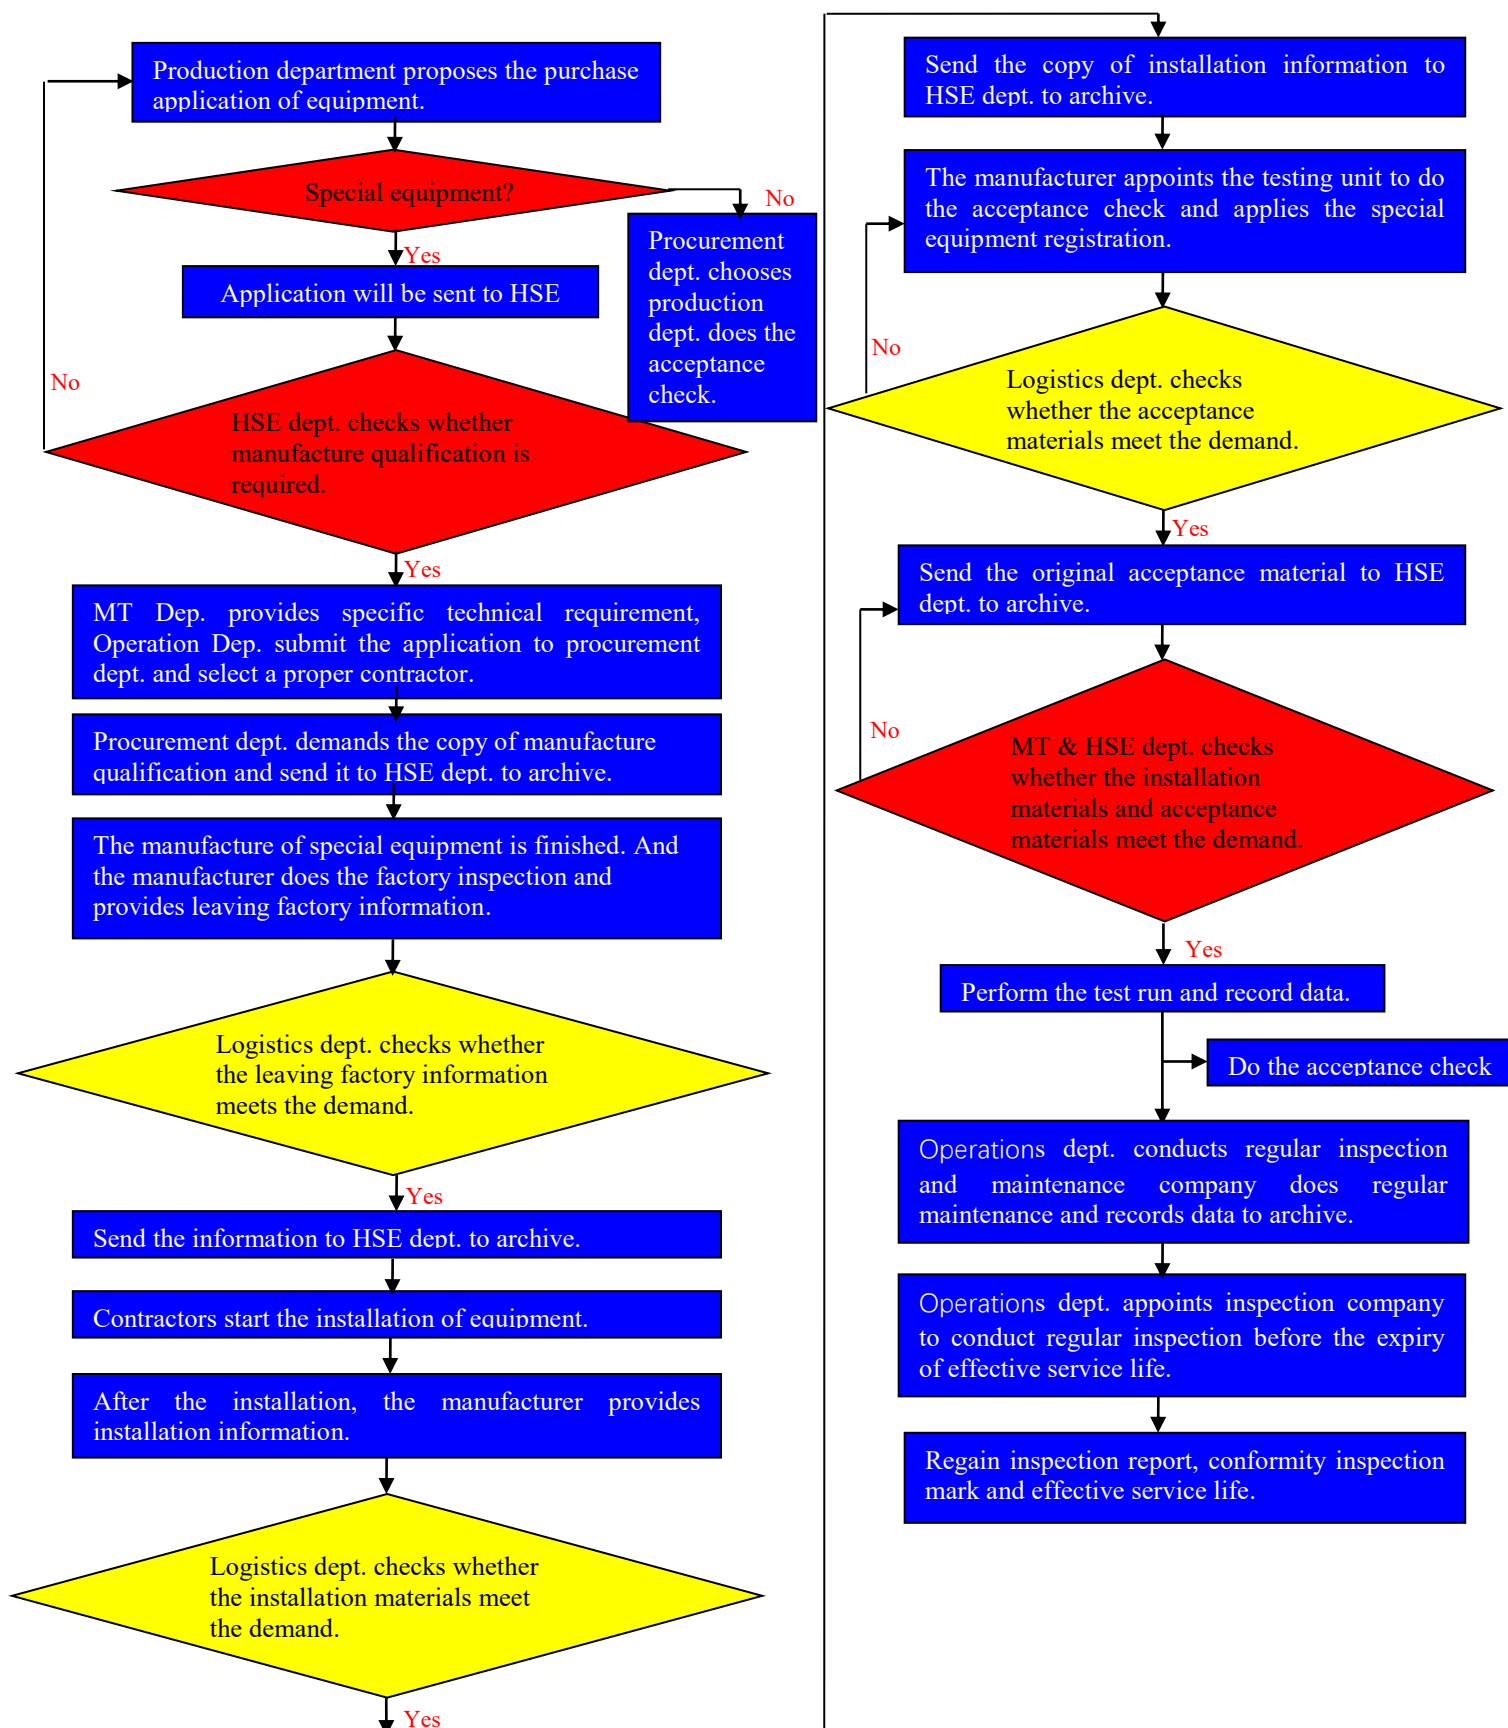 Production department proposes the purchase
application of equipment.
Special equipment?
No
Yes
Procurement
dept. chooses
production
dept. does the
acceptance
check.
Application will be sent to HSE
No
HSE dept. checks whether
manufacture qualification is
required.
Yes
MT Dep. provides specific technical requirement,
Operation Dep. submit the application to procurement
dept. and select a proper contractor.
Procurement dept. demands the copy of manufacture
qualification and send it to HSE dept. to archive.
The manufacture of special equipment is finished. And
the manufacturer does the factory inspection and
provides leaving factory information.
Logistics dept. checks whether
the leaving factory information
meets the demand.
Yes
Send the information to HSE dept. to archive.
Contractors start the installation of equipment.
After the installation, the manufacturer provides
installation information.
Logistics dept. checks whether
the installation materials meet
the demand.
Yes
Send the copy of installation information to
HSE dept. to archive.
The manufacturer appoints the testing unit to do
the acceptance check and applies the special
equipment registration.
No
Logistics dept. checks
whether the acceptance
materials meet the demand.
Yes
Send the original acceptance material to HSE
dept. to archive.
No
MT & HSE dept. checks
whether the installation
materials and acceptance
materials meet the demand.
Yes
Perform the test run and record data.
Do the acceptance check
Operations dept. conducts regular inspection
and maintenance company does regular
maintenance and records data to archive.
Operations dept. appoints inspection company
to conduct regular inspection before the expiry
of effective service life.
Regain inspection report, conformity inspection
mark and effective service life.